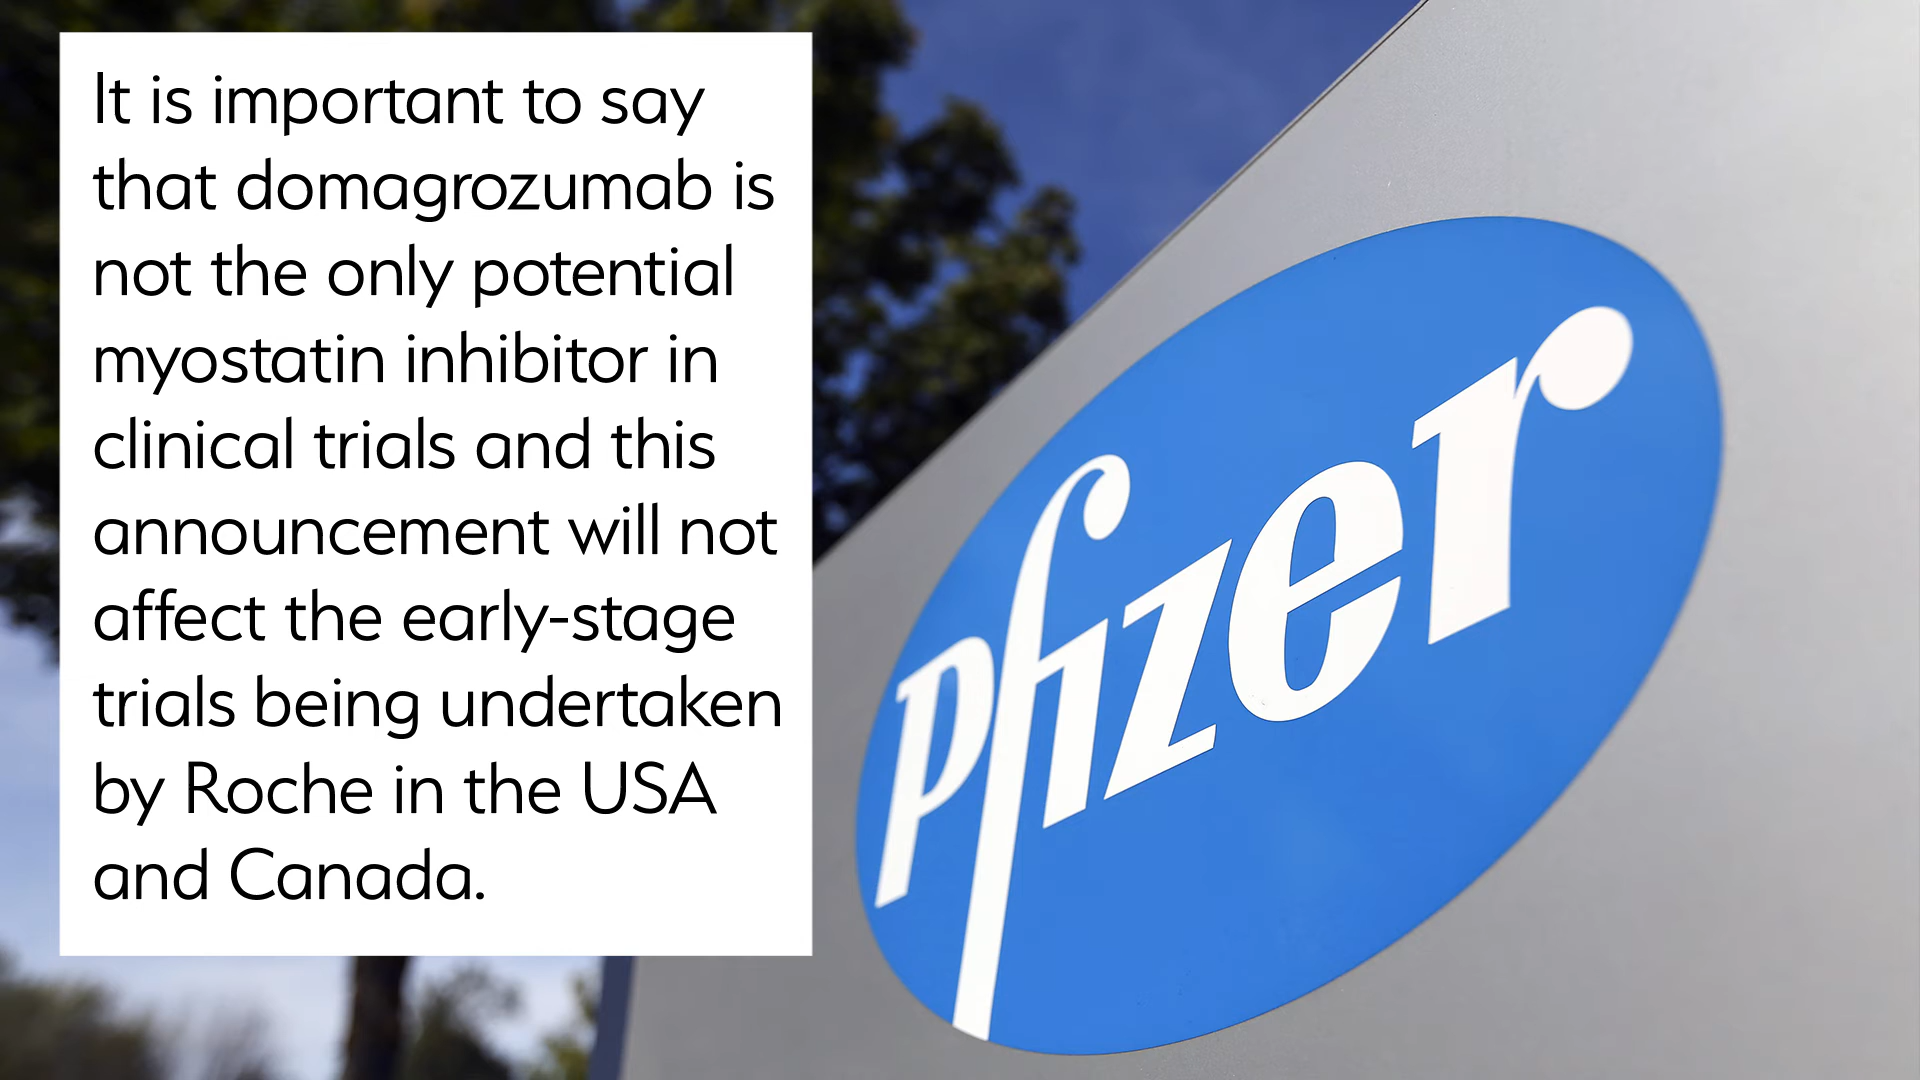 It is important to say
that domagrozumab is
not the only potential
myostatin inhibitor in
clinical trials and this
announcement will not
affect the early-stage
trials being undertaken
by Roche in the USA
and Canada.
Pfizer